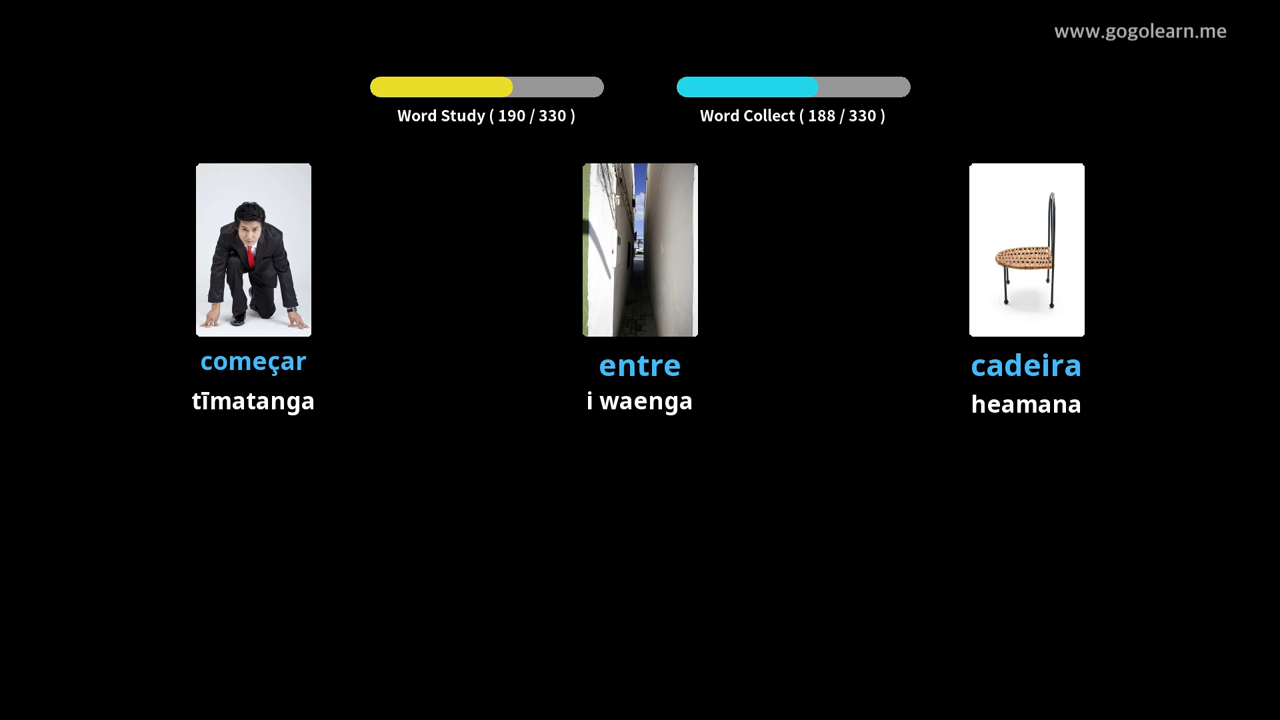 www.gogolearn.me
Word Study ( 190 / 330 )
Word Collect ( 188 / 330 )
começar
tīmatanga
entre
i waenga
cadeira
heamana